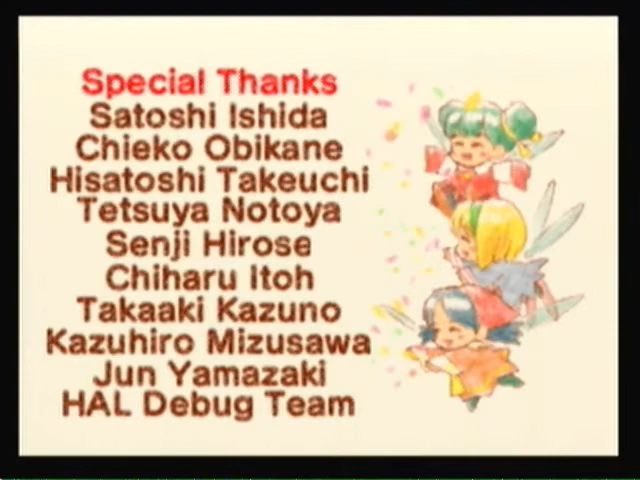 Special Thanks
Satoshi Ishida
Chieko Obikane
Hisatoshi Takeuchi
Tetsuya Notoya
Senji Hirose
Chiharu Itoh
Takaaki Kazuno
Kazuhiro Mizusawa
Jun Yamazaki
HAL Debug Team